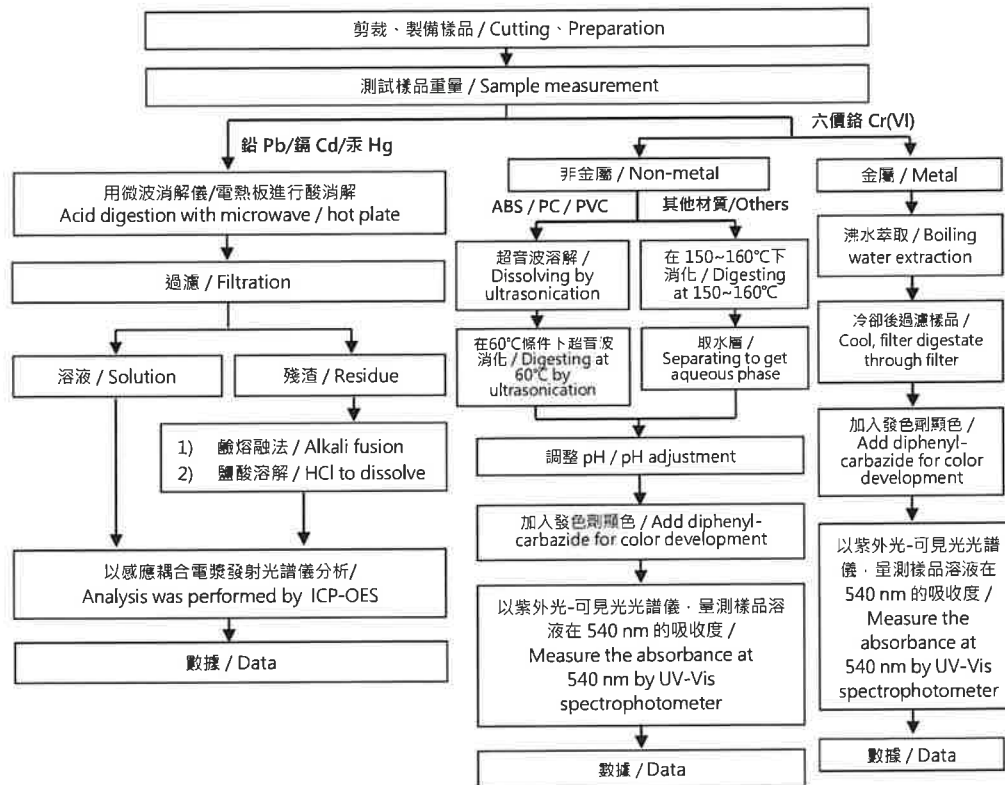 剪裁、製備樣品 / Cutting、Preparation
測試樣品重量 / Sample measurement
鉛 Pb/鎘 Cd/汞 Hg
六價鉻 Cr(VI)
用微波消解儀/電熱板進行酸消解
Acid digestion with microwave / hot plate
過濾 / Filtration
溶液 / Solution
殘渣 / Residue
1) 鹼熔融法 / Alkali fusion
2) 鹽酸溶解 / HCl to dissolve
以感應耦合電漿發射光譜儀分析/
Analysis was performed by ICP-OES
數據 / Data
非金屬 / Non-metal
ABS / PC / PVC
其他材質/Others
超音波溶解 /
Dissolving by
ultrasonication
在 150~160℃下
消化 / Digesting
at 150~160℃
在60℃條件下超音波
消化 / Digesting at
60℃ by
ultrasonication
取水層 /
Separating to get
aqueous phase
調整 pH / pH adjustment
加入發色劑顯色 / Add diphenyl-
carbazide for color development
以紫外光-可見光光譜儀，量測樣品溶
液在 540 nm 的吸收度 /
Measure the absorbance at
540 nm by UV-Vis
spectrophotometer
數據 / Data
金屬 / Metal
沸水萃取 / Boiling
water extraction
冷卻後過濾樣品 /
Cool, filter digestate
through filter
加入發色劑顯色 /
Add diphenyl-
carbazide for color
development
以紫外光-可見光光譜
儀，量測樣品溶液在
540 nm 的吸收度 /
Measure the
absorbance at
540 nm by UV-Vis
spectrophotometer
數據 / Data